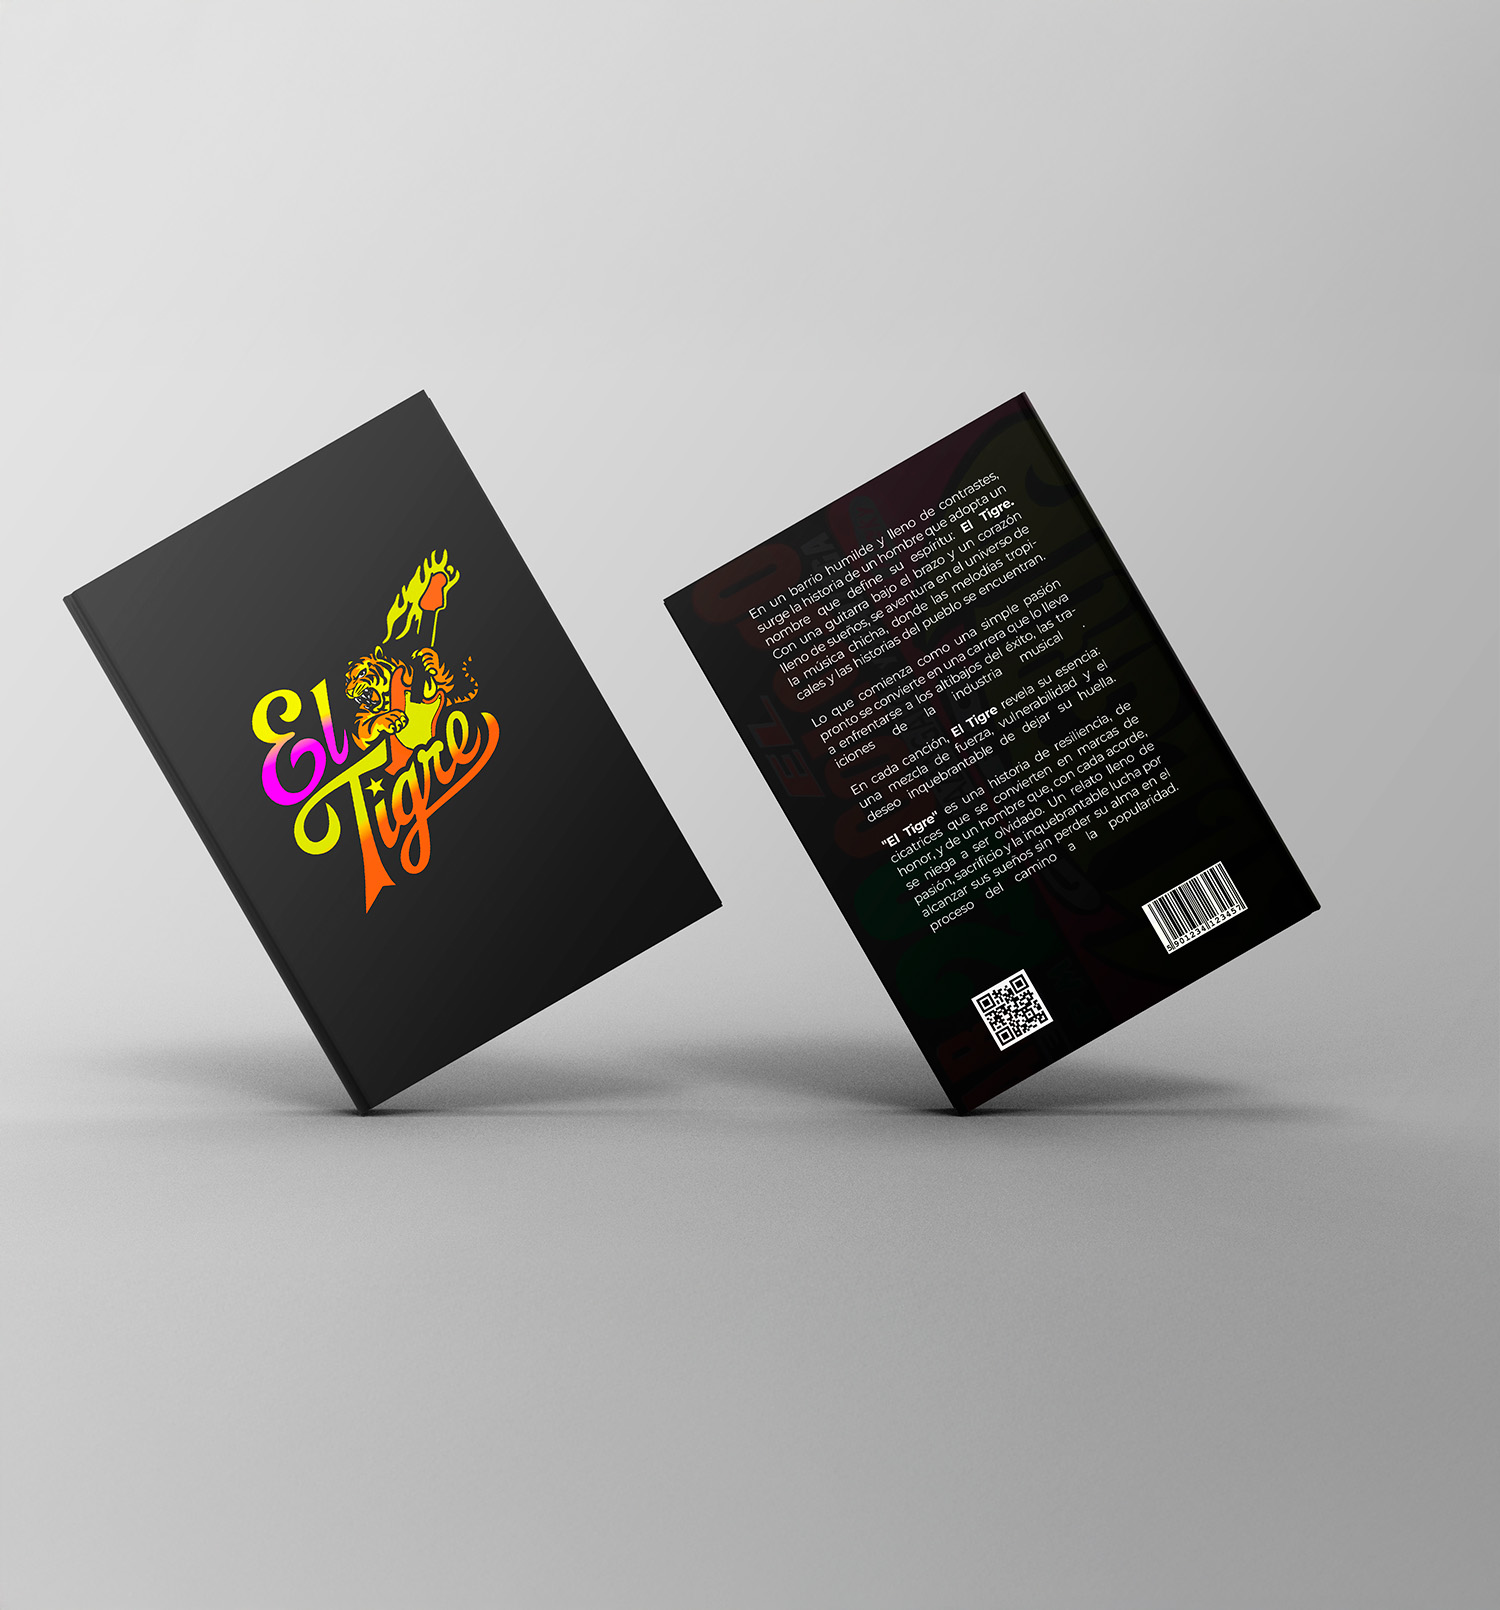 El
Tigre
En un barrio humilde y lleno de contrastes,
surge la historia de un hombre que adopta un
nombre que define su espíritu: El Tigre.
Con una guitarra bajo el brazo y un corazón
lleno de sueños, se aventura en el universo de
la música chicha, donde las melodías tropi-
cales y las historias del pueblo se encuentran.
Lo que comienza como una simple pasión
pronto se convierte en una carrera que lo lleva
a enfrentarse a los altibajos del éxito, las tra-
iciones de la industria musical .
En cada canción, El Tigre revela su esencia:
una mezcla de fuerza, vulnerabilidad y el
deseo inquebrantable de dejar su huella.
"El Tigre" es una historia de resiliencia, de
cicatrices que se convierten en marcas de
honor, y de un hombre que, con cada acorde,
se niega a ser olvidado. Un relato lleno de
pasión, sacrificio y la inquebrantable lucha por
alcanzar sus sueños sin perder su alma en el
proceso del camino a la popularidad.
5 901234 123457